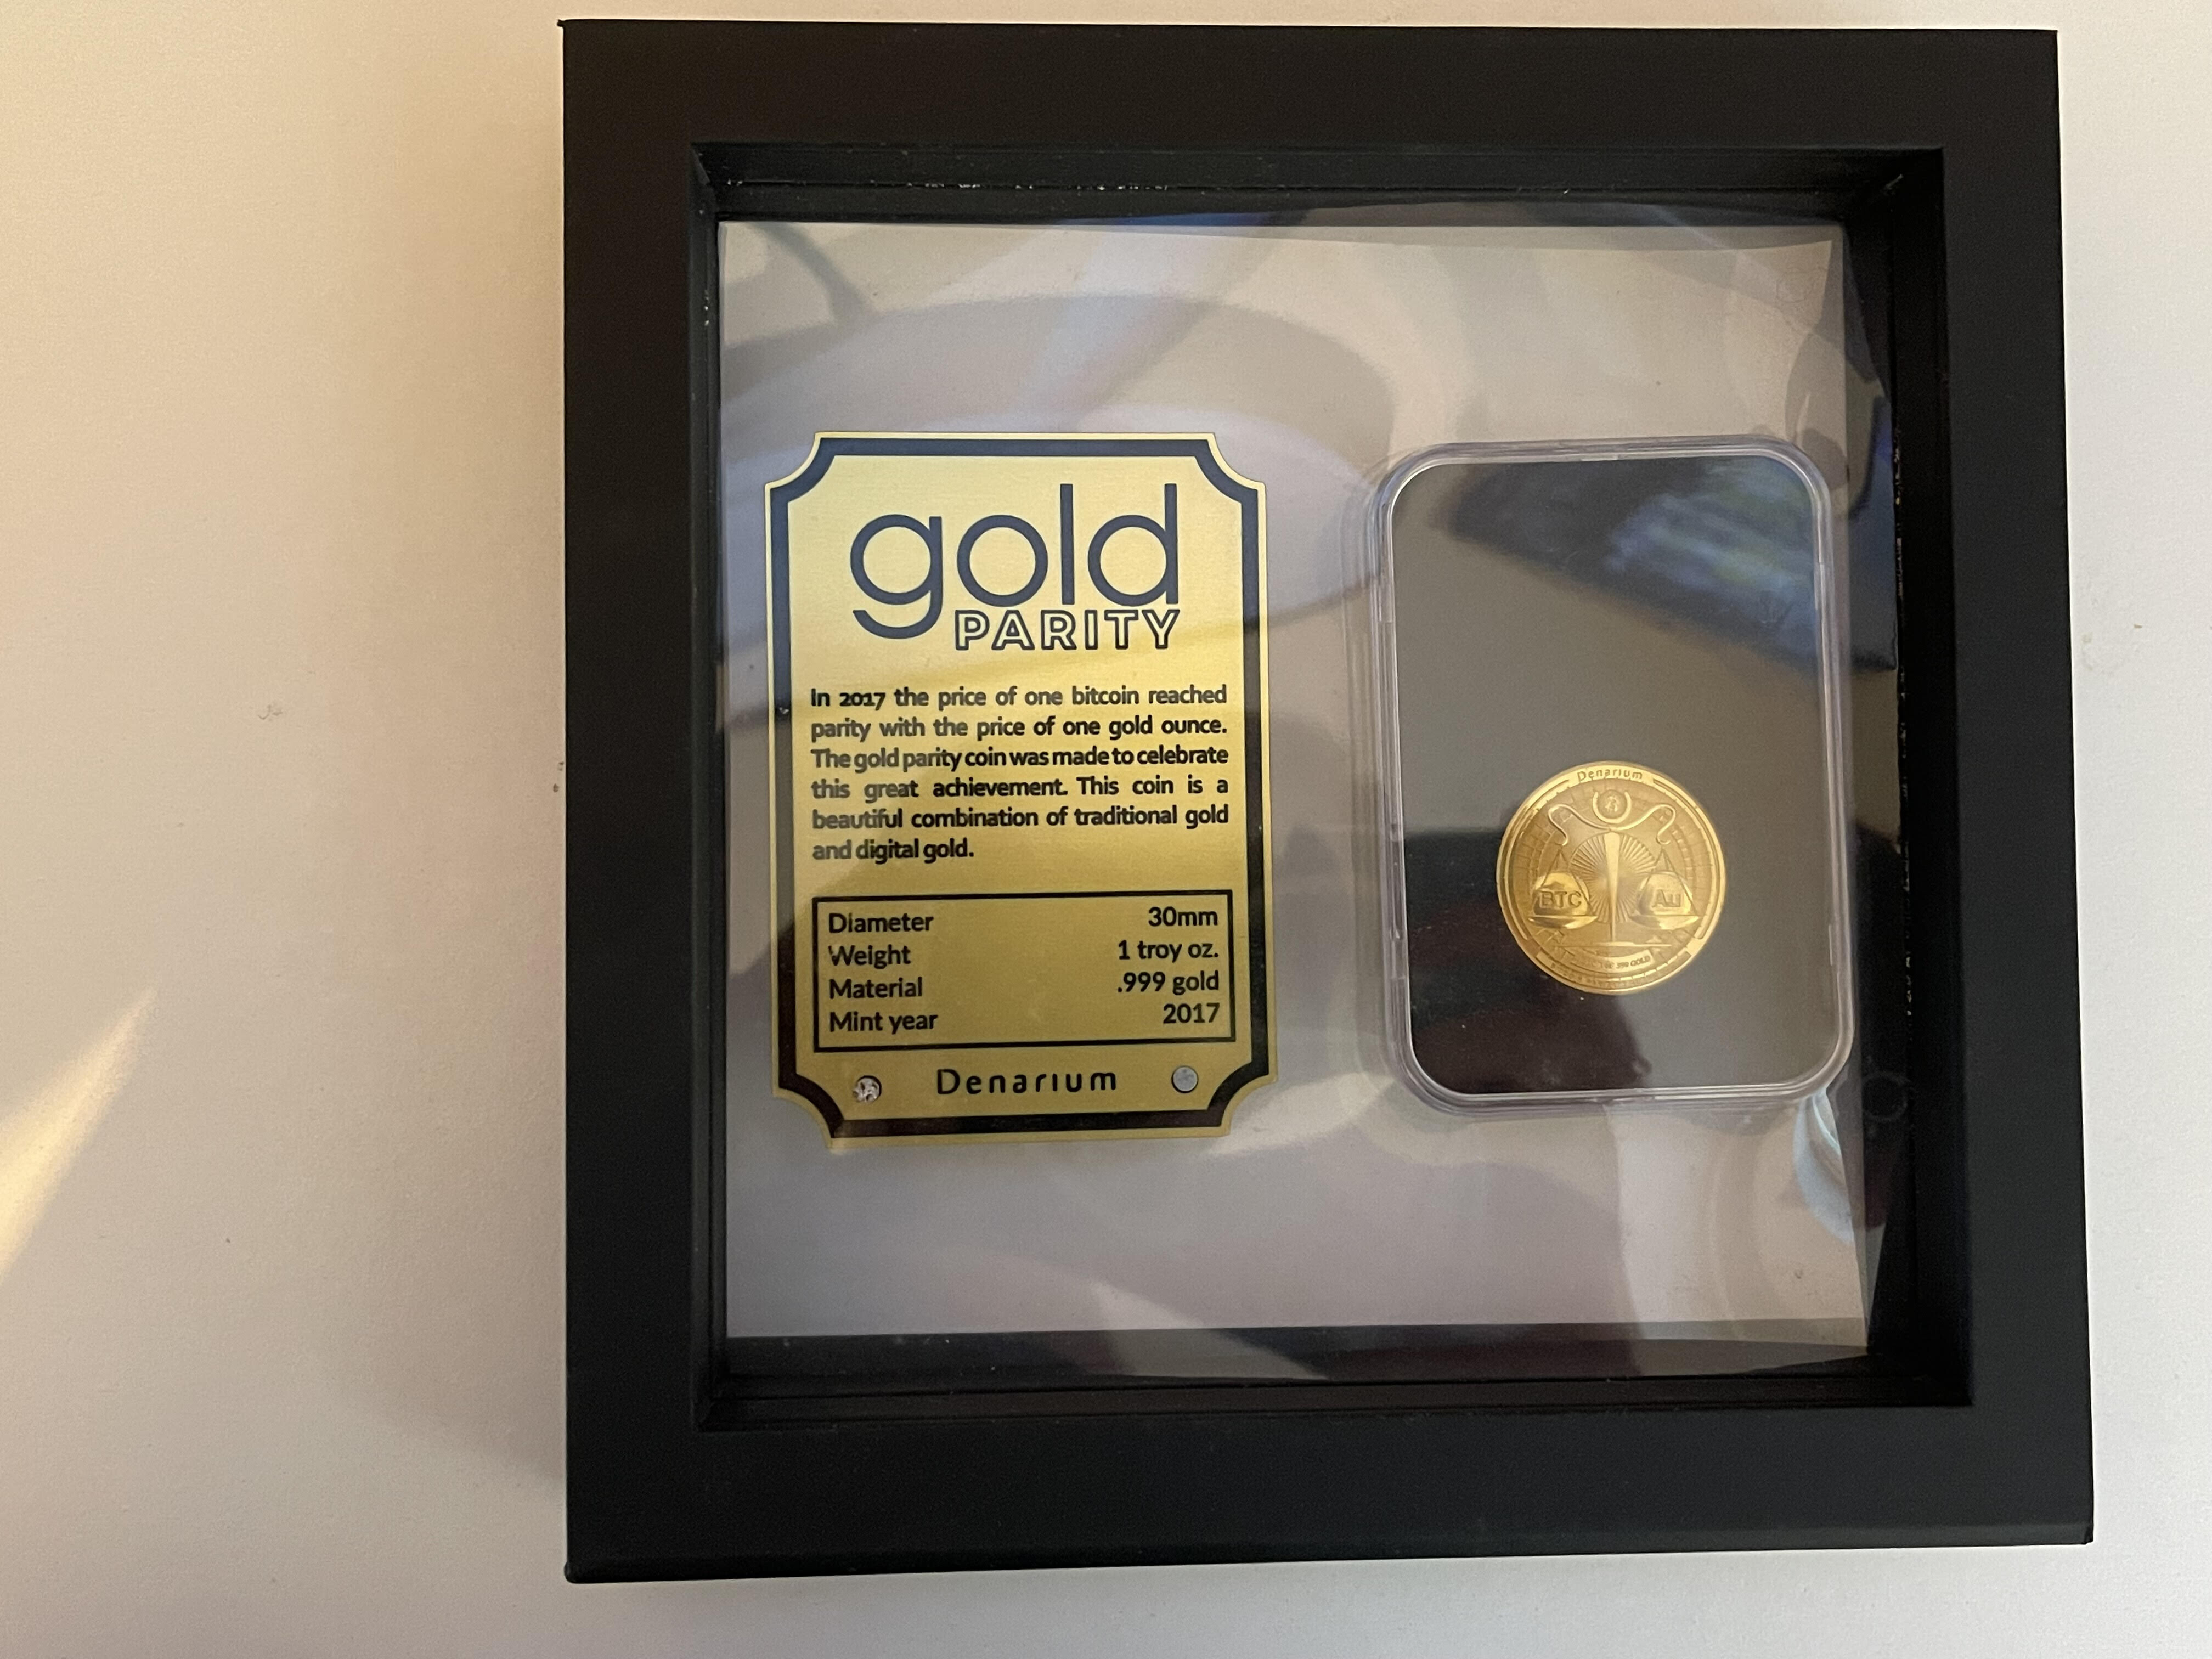 gold
PARITY
In 2017 the price of one bitcoin reached
parity with the price of one gold ounce.
The gold parity coin was made to celebrate
this great achievement. This coin is a
beautiful combination of traditional gold
and digital gold.
Diameter 30mm
Weight 1 troy oz.
Material .999 gold
Mint year 2017
Denarium
Denarium
BTC Au
GOLD